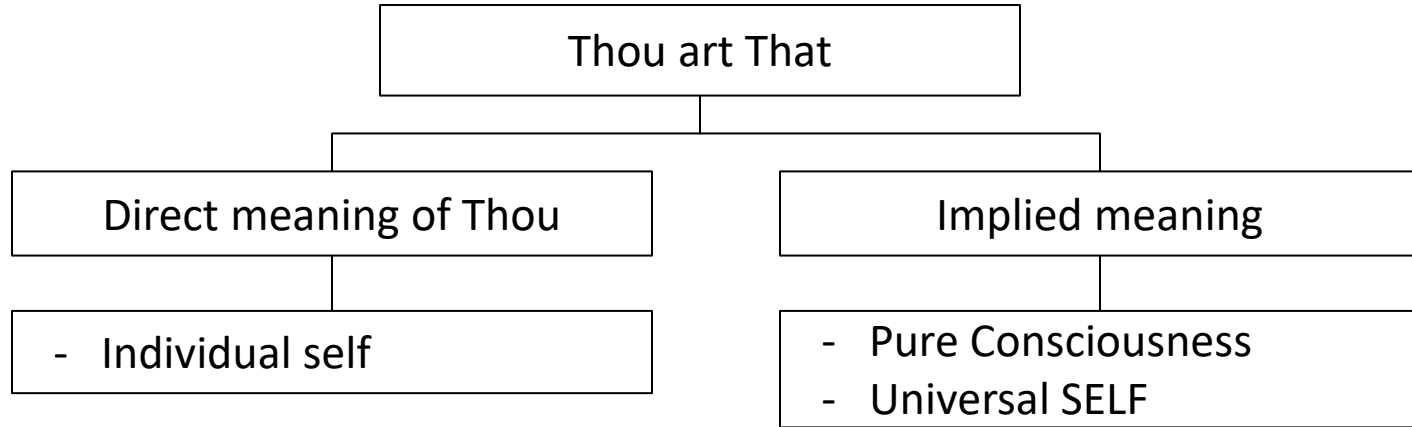 Thou art That
Direct meaning of Thou
Implied meaning
- Individual self
- Pure Consciousness
- Universal SELF